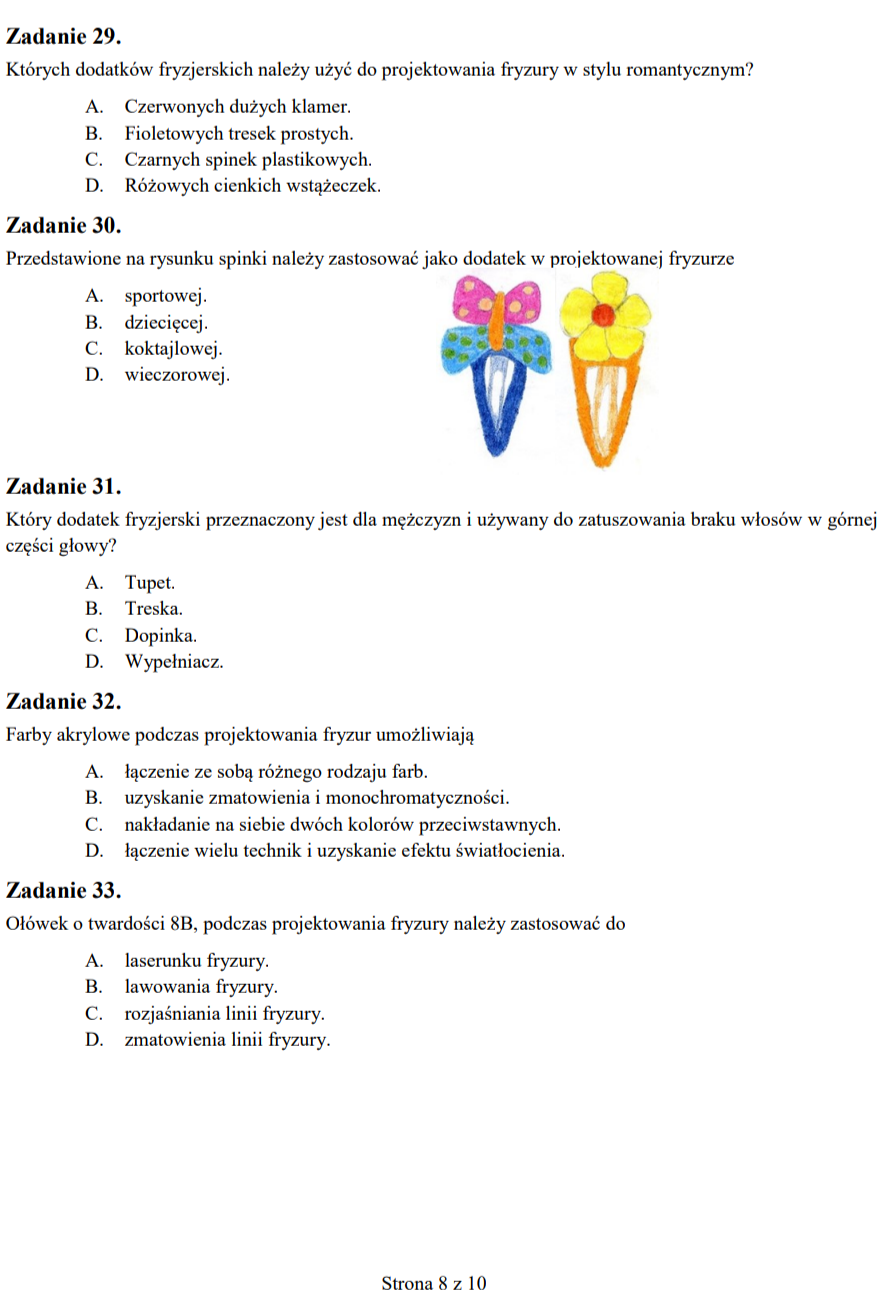 Zadanie 29.
Których dodatków fryzjerskich należy użyć do projektowania fryzury w stylu romantycznym?
A. Czerwonych dużych klamer.
B. Fioletowych tresek prostych.
C. Czarnych spinek plastikowych.
D. Różowych cienkich wstążeczek.
Zadanie 30.
Przedstawione na rysunku spinki należy zastosować jako dodatek w projektowanej fryzurze
A. sportowej.
B. dziecięcej.
C. koktajlowej.
D. wieczorowej.
Zadanie 31.
Który dodatek fryzjerski przeznaczony jest dla mężczyzn i używany do zatuszowania braku włosów w górnej
części głowy?
A. Tupet.
B. Treska.
C. Dopinka.
D. Wypełniacz.
Zadanie 32.
Farby akrylowe podczas projektowania fryzur umożliwiają
A. łączenie ze sobą różnego rodzaju farb.
B. uzyskanie zmatowienia i monochromatyczności.
C. nakładanie na siebie dwóch kolorów przeciwstawnych.
D. łączenie wielu technik i uzyskanie efektu światłocienia.
Zadanie 33.
Ołówek o twardości 8B, podczas projektowania fryzury należy zastosować do
A. laserunku fryzury.
B. lawowania fryzury.
C. rozjaśniania linii fryzury.
D. zmatowienia linii fryzury.
Strona 8 z 10